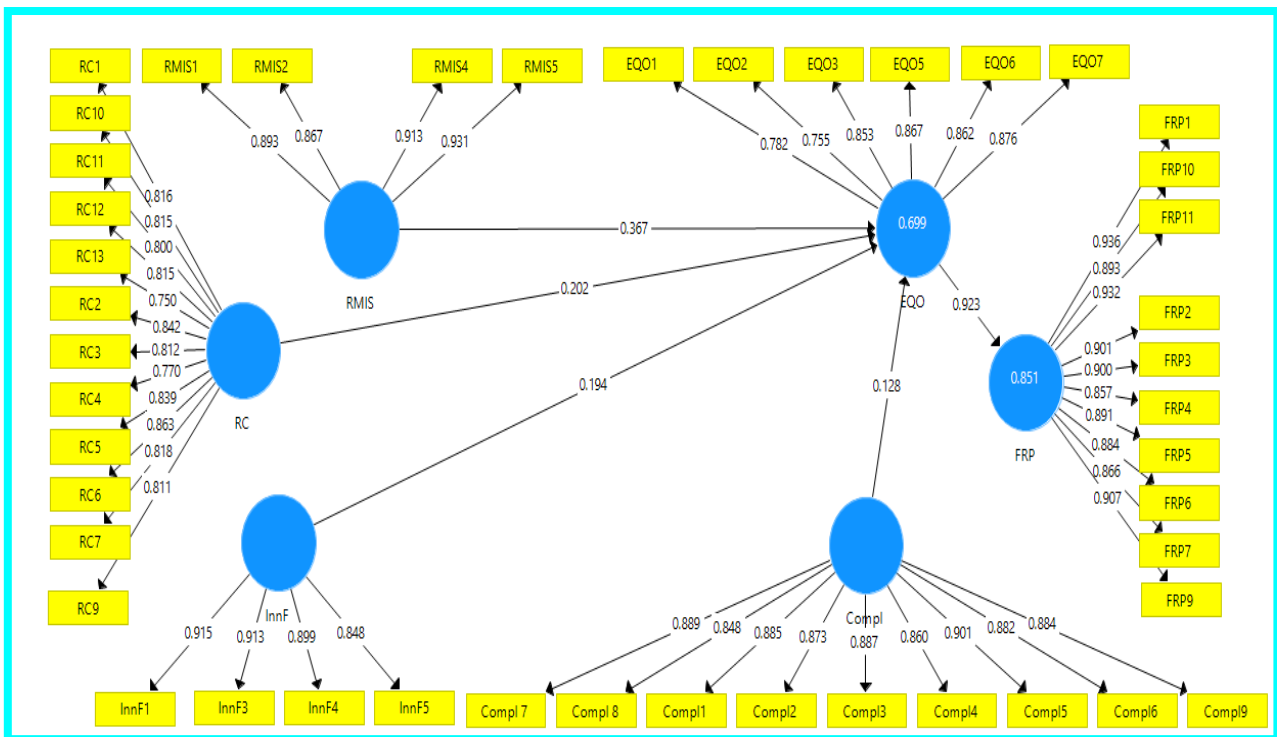 RC1
RMIS1
RMIS2
RMIS4
RMIS5
EQO1
EQO2
EQO3
EQO5
EQO6
EQO7
RC10
RC11
RC12
RC13
RC2
RC3
RC4
RC5
RC6
RC7
RC9
0.816
0.815
0.800
0.815
0.750
0.842
0.812
0.770
0.839
0.863
0.818
0.811
RC
0.893
0.867
0.913
0.931
RMIS
0.367
0.202
0.194
0.128
0.782
0.755
0.853
0.867
0.862
0.876
0.699
EQO
0.923
0.851
FRP
FRP1
FRP10
FRP11
FRP2
FRP3
FRP4
FRP5
FRP6
FRP7
FRP9
0.936
0.893
0.932
0.901
0.900
0.857
0.891
0.884
0.866
0.907
InnF
0.915
0.913
0.899
0.848
InnF1
InnF3
InnF4
InnF5
Compl
0.889
0.848
0.885
0.873
0.887
0.860
0.901
0.882
0.884
Compl 7
Compl 8
Compl1
Compl2
Compl3
Compl4
Compl5
Compl6
Compl9